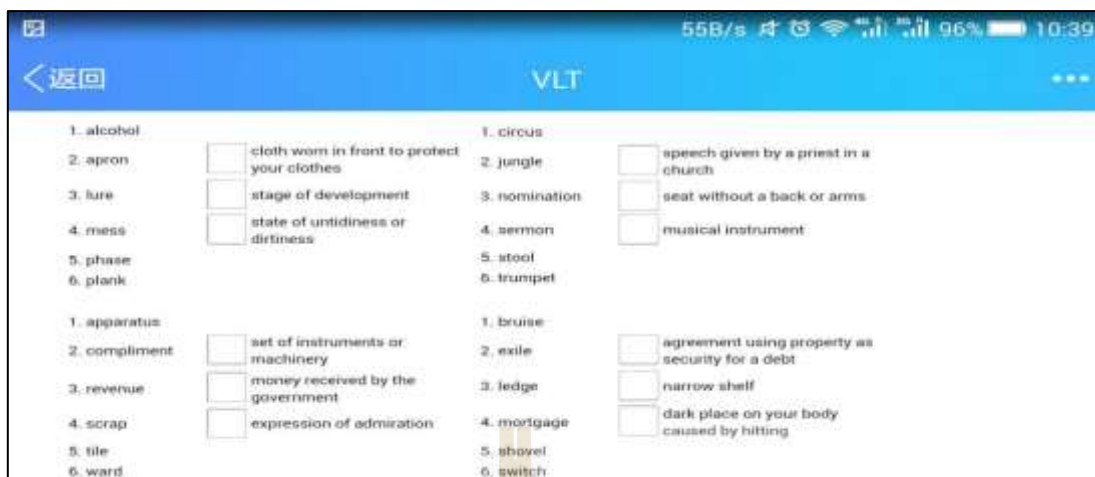 55B/s 96% 10:39
返回 VLT
1. alcohol
2. apron cloth worn in front to protect
your clothes
3. lure stage of development
4. mess state of untidiness or
dirtiness
5. phase
6. plank
1. circus
2. jungle speech given by a priest in a
church
3. nomination seat without a back or arms
4. sermon musical instrument
5. stool
6. trumpet
1. apparatus
2. compliment set of instruments or
machinery
3. revenue money received by the
government
4. scrap expression of admiration
5. tile
6. ward
1. bruise
2. exile agreement using property as
security for a debt
3. ledge narrow shelf
4. mortgage dark place on your body
caused by hitting
5. shovel
6. switch